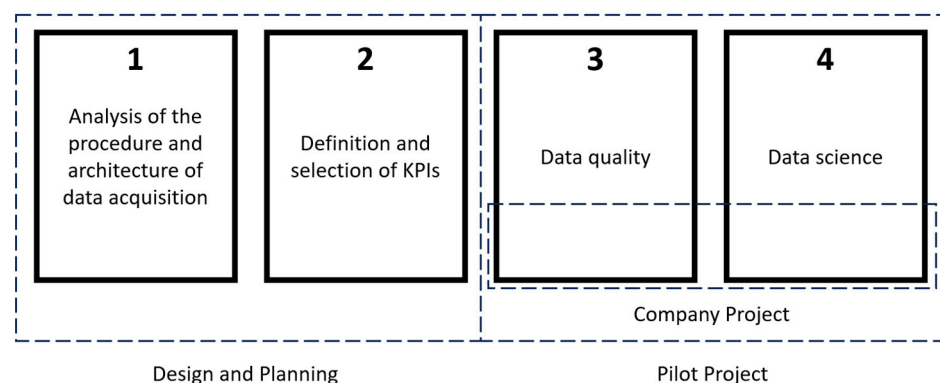 1
Analysis of the
procedure and
architecture of
data acquisition
2
Definition and
selection of KPIs
3
Data quality
4
Data science
Company Project
Design and Planning
Pilot Project